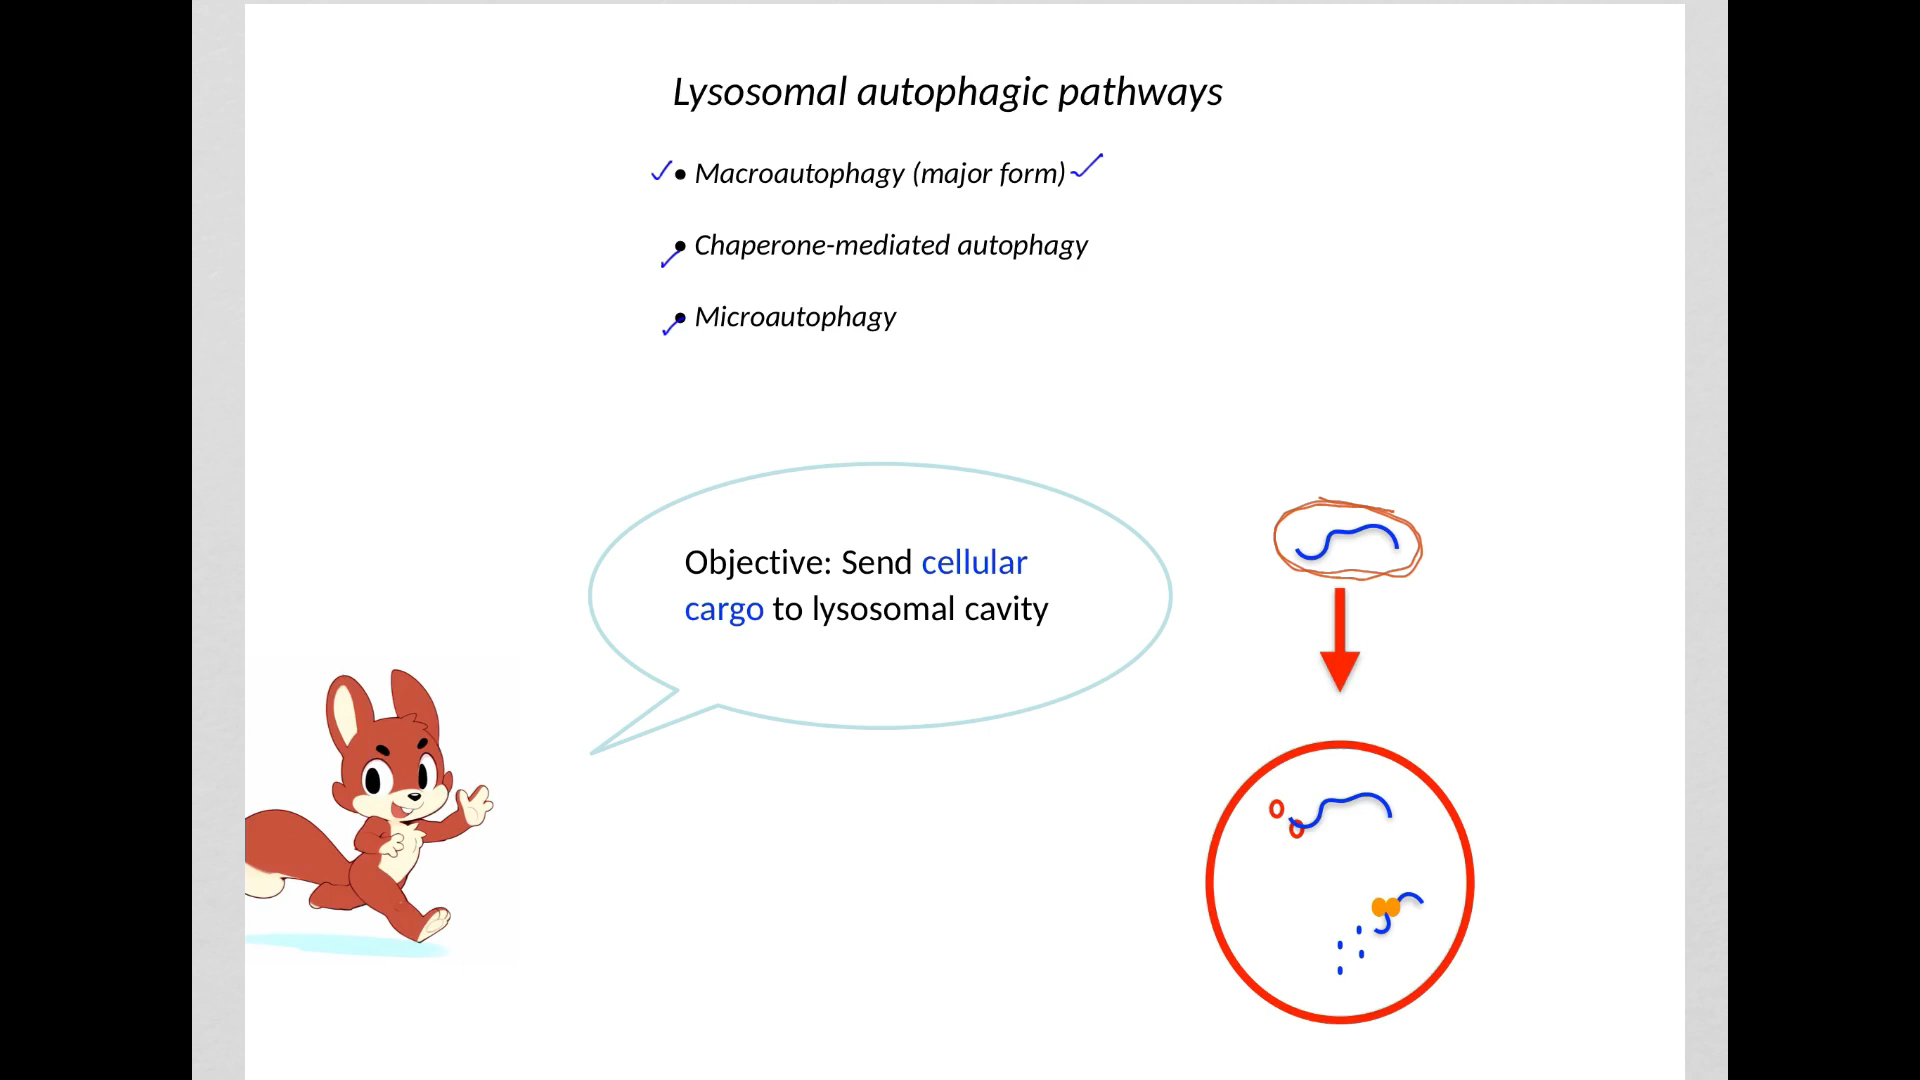 Lysosomal autophagic pathways
• Macroautophagy (major form)
• Chaperone-mediated autophagy
• Microautophagy
Objective: Send cellular
cargo to lysosomal cavity